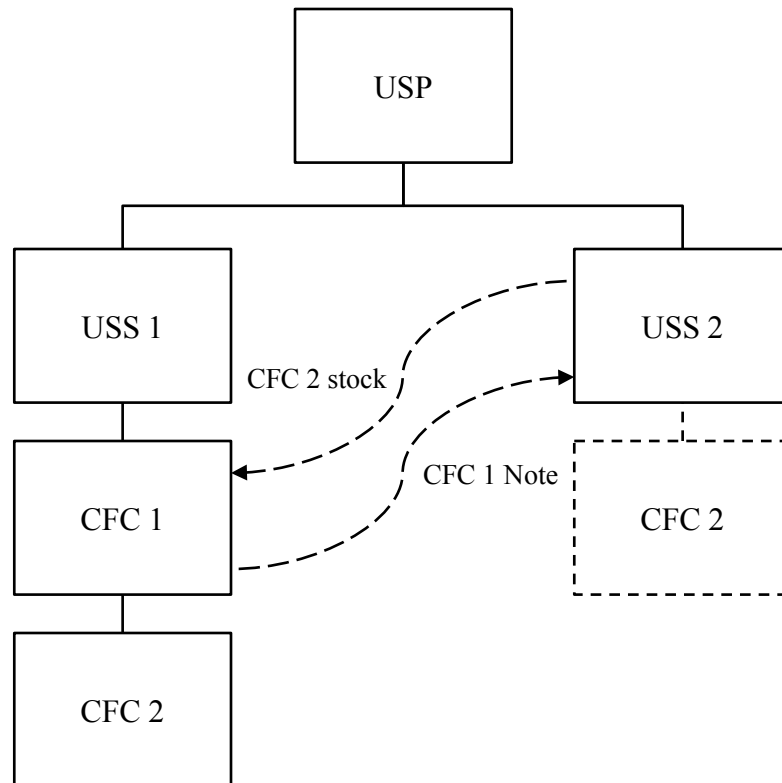 USP
USS 1
USS 2
CFC 2 stock
CFC 1
CFC 1 Note
CFC 2
CFC 2